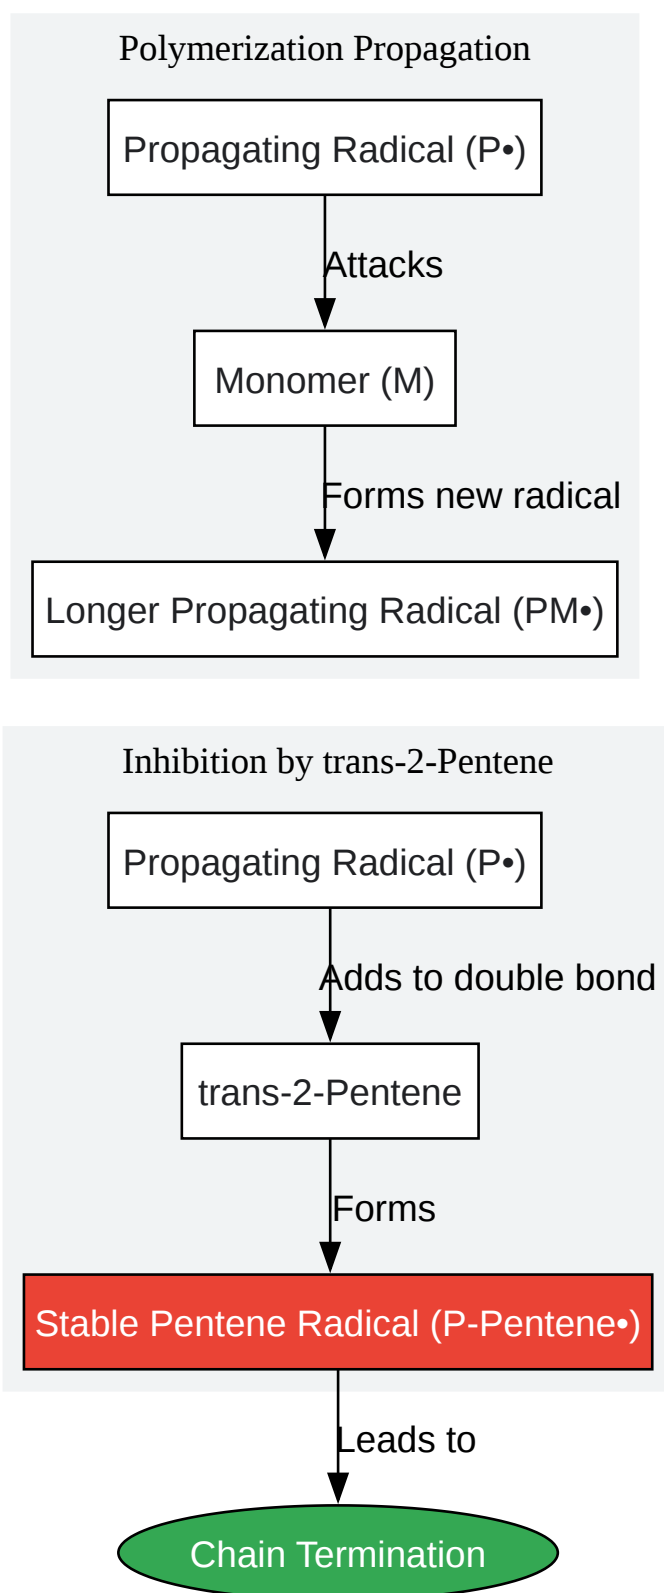 Polymerization Propagation
Propagating Radical (P•)
Attacks
Monomer (M)
Forms new radical
Longer Propagating Radical (PM•)
Inhibition by trans-2-Pentene
Propagating Radical (P•)
Adds to double bond
trans-2-Pentene
Forms
Stable Pentene Radical (P-Pentene•)
Leads to
Chain Termination